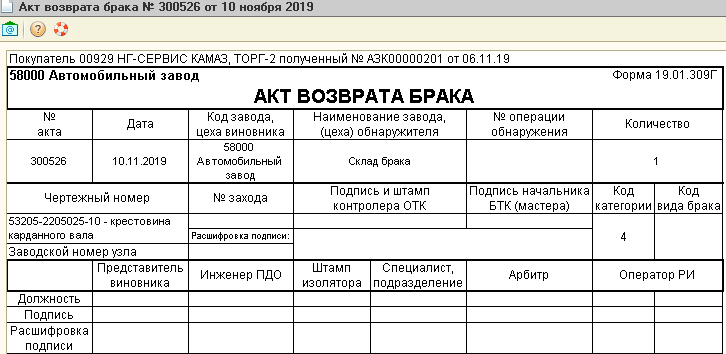 Акт возврата брака № 300526 от 10 ноября 2019
Покупатель 00929 НГ-СЕРВИС КАМАЗ, ТОРГ-2 полученный № АЗК00000201 от 06.11.19
58000 Автомобильный завод
Форма 19.01.309Г
АКТ ВОЗВРАТА БРАКА
№ акта
Дата
Код завода, цеха виновника
Наименование завода, (цеха) обнаружителя
№ операции обнаружения
Количество
300526
10.11.2019
58000 Автомобильный завод
Склад брака
1
Чертежный номер
№ захода
Подпись и штамп контролера ОТК
Подпись начальника БТК (мастера)
Код категории
Код вида брака
53205-2205025-10 - крестовина карданного вала
Расшифровка подписи:
4
Заводской номер узла
Представитель виновника
Инженер ПДО
Штамп изолятора
Специалист, подразделение
Арбитр
Оператор РИ
Должность
Подпись
Расшифровка подписи